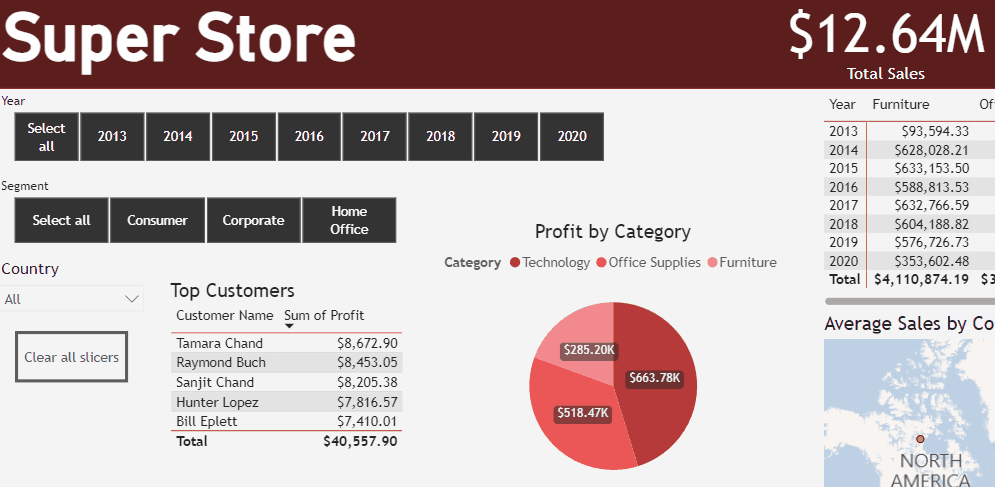 Super Store
$12.64M
Total Sales
Year
Select all
2013
2014
2015
2016
2017
2018
2019
2020
Segment
Select all
Consumer
Corporate
Home Office
Country
All
Clear all slicers
Top Customers
Customer Name Sum of Profit
Tamara Chand $8,672.90
Raymond Buch $8,453.05
Sanjit Chand $8,205.38
Hunter Lopez $7,816.57
Bill Eplett $7,410.01
Total $40,557.90
Profit by Category
Category Technology Office Supplies Furniture
$285.20K
$663.78K
$518.47K
Year Furniture Of
2013 $93,594.33
2014 $628,028.21
2015 $633,153.50
2016 $588,813.53
2017 $632,766.59
2018 $604,188.82
2019 $576,726.73
2020 $353,602.48
Total $4,110,874.19 $3
Average Sales by Co
NORTH
AMERICA